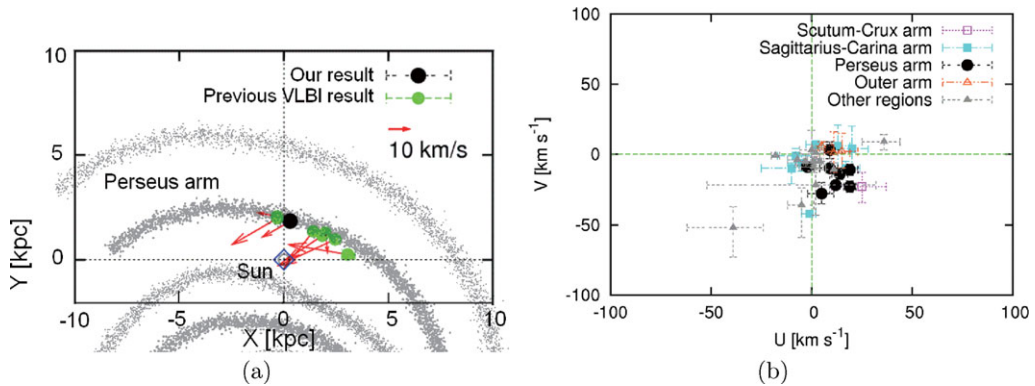 Y [kpc]
10
5
0
Our result
Previous VLBI result
10 km/s
Perseus arm
Sun
-10
-5
0
5
10
X [kpc]
(a)
V [km s⁻¹]
100
50
0
-50
-100
Scutum-Crux arm
Sagittarius-Carina arm
Perseus arm
Outer arm
Other regions
-100
-50
0
50
100
U [km s⁻¹]
(b)